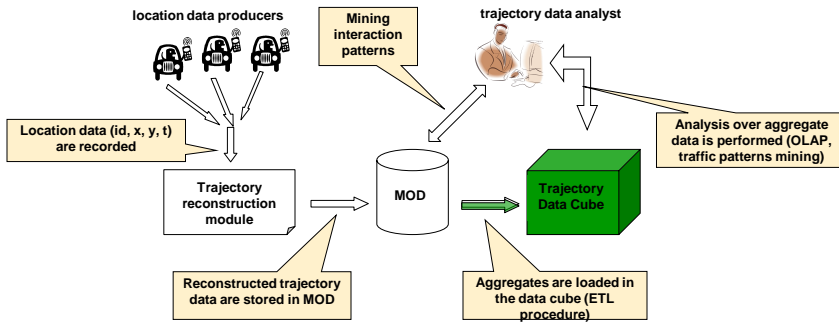 location data producers
Mining
interaction
patterns
trajectory data analyst
Location data (id, x, y, t)
are recorded
Analysis over aggregate
data is performed (OLAP,
traffic patterns mining)
Trajectory
reconstruction
module
MOD
Trajectory
Data Cube
Reconstructed trajectory
data are stored in MOD
Aggregates are loaded in
the data cube (ETL
procedure)